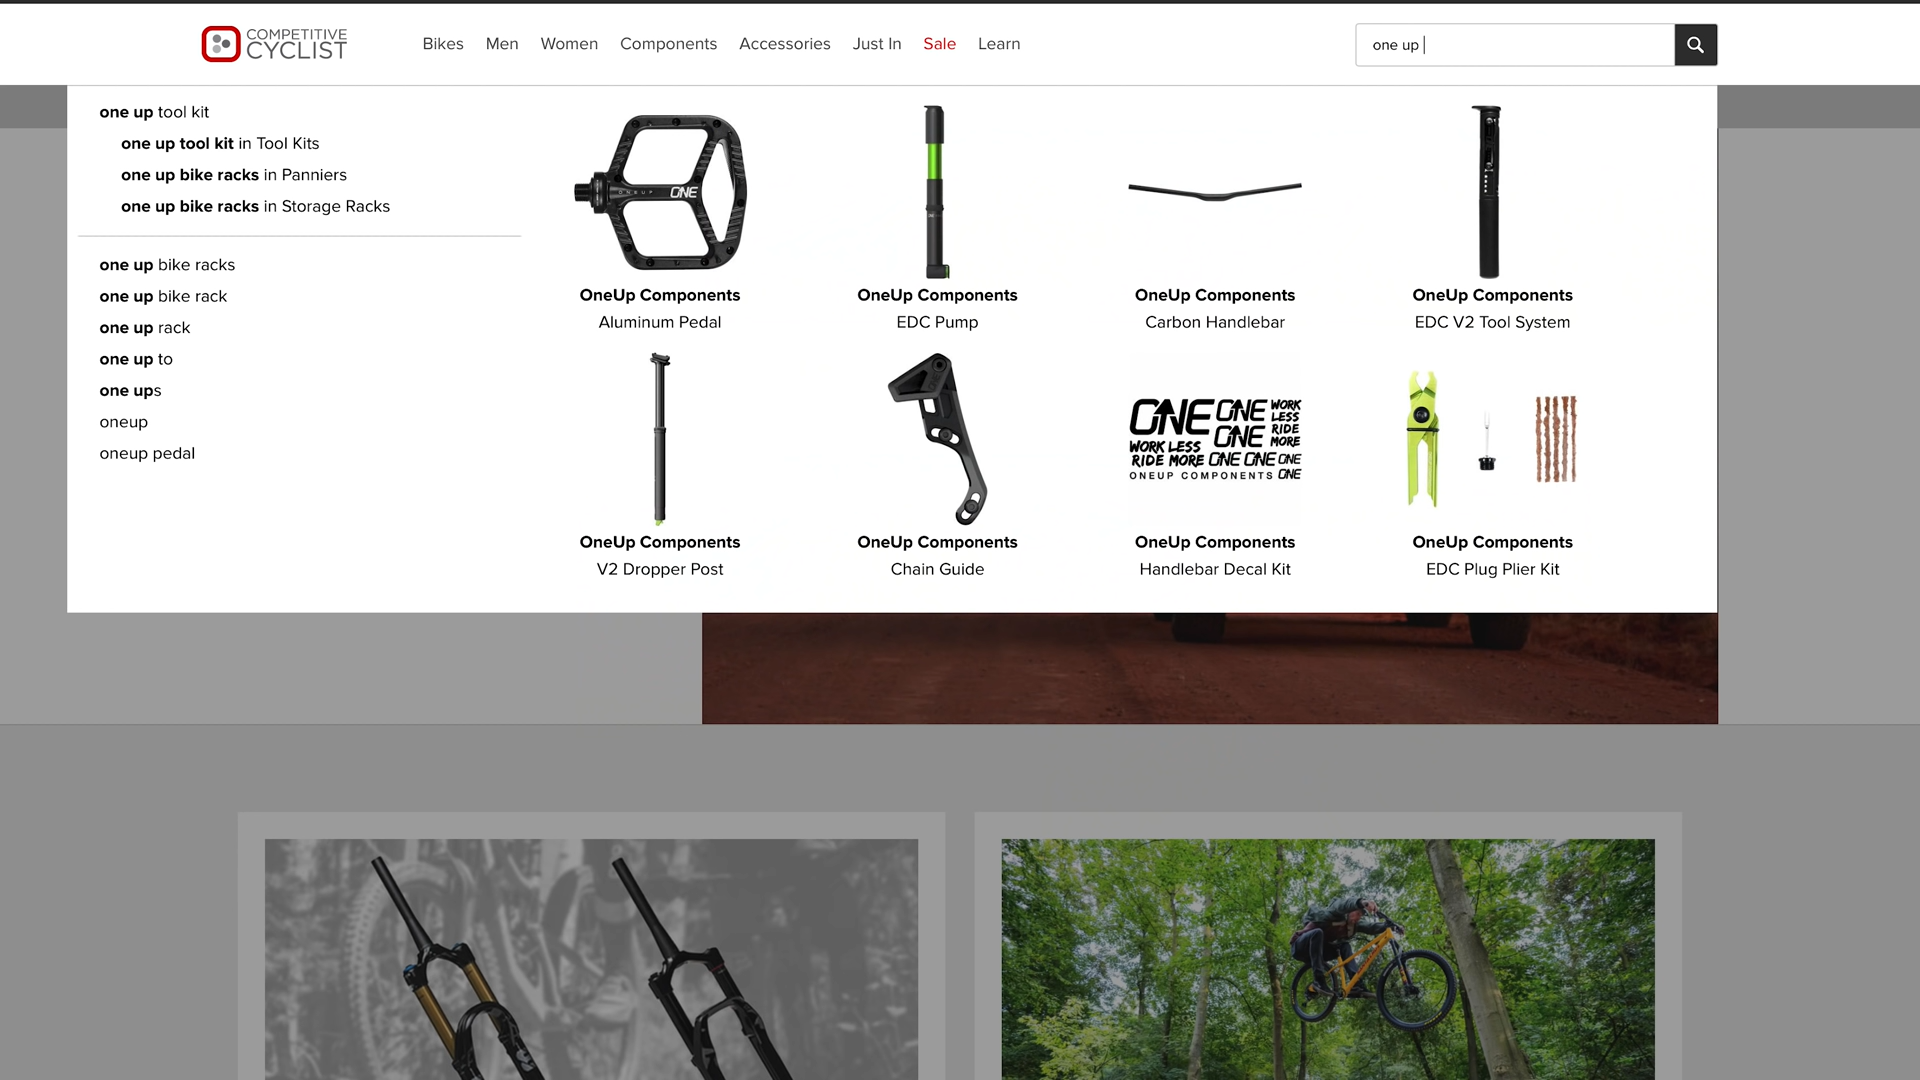 COMPETITIVE
CYCLIST
Bikes Men Women Components Accessories Just In Sale Learn
one up
one up tool kit
one up tool kit in Tool Kits
one up bike racks in Panniers
one up bike racks in Storage Racks
one up bike racks
one up bike rack
one up rack
one up to
one ups
oneup
oneup pedal
ONEUP ONE
OneUp Components
Aluminum Pedal
OneUp Components
EDC Pump
OneUp Components
Carbon Handlebar
OneUp Components
EDC V2 Tool System
OneUp Components
V2 Dropper Post
OneUp Components
Chain Guide
ONE ONE WORK
LESS
RIDE
MORE
ONE
WORK LESS
RIDE MORE ONE ONE ONE
ONEUP COMPONENTS ONE
OneUp Components
Handlebar Decal Kit
OneUp Components
EDC Plug Plier Kit